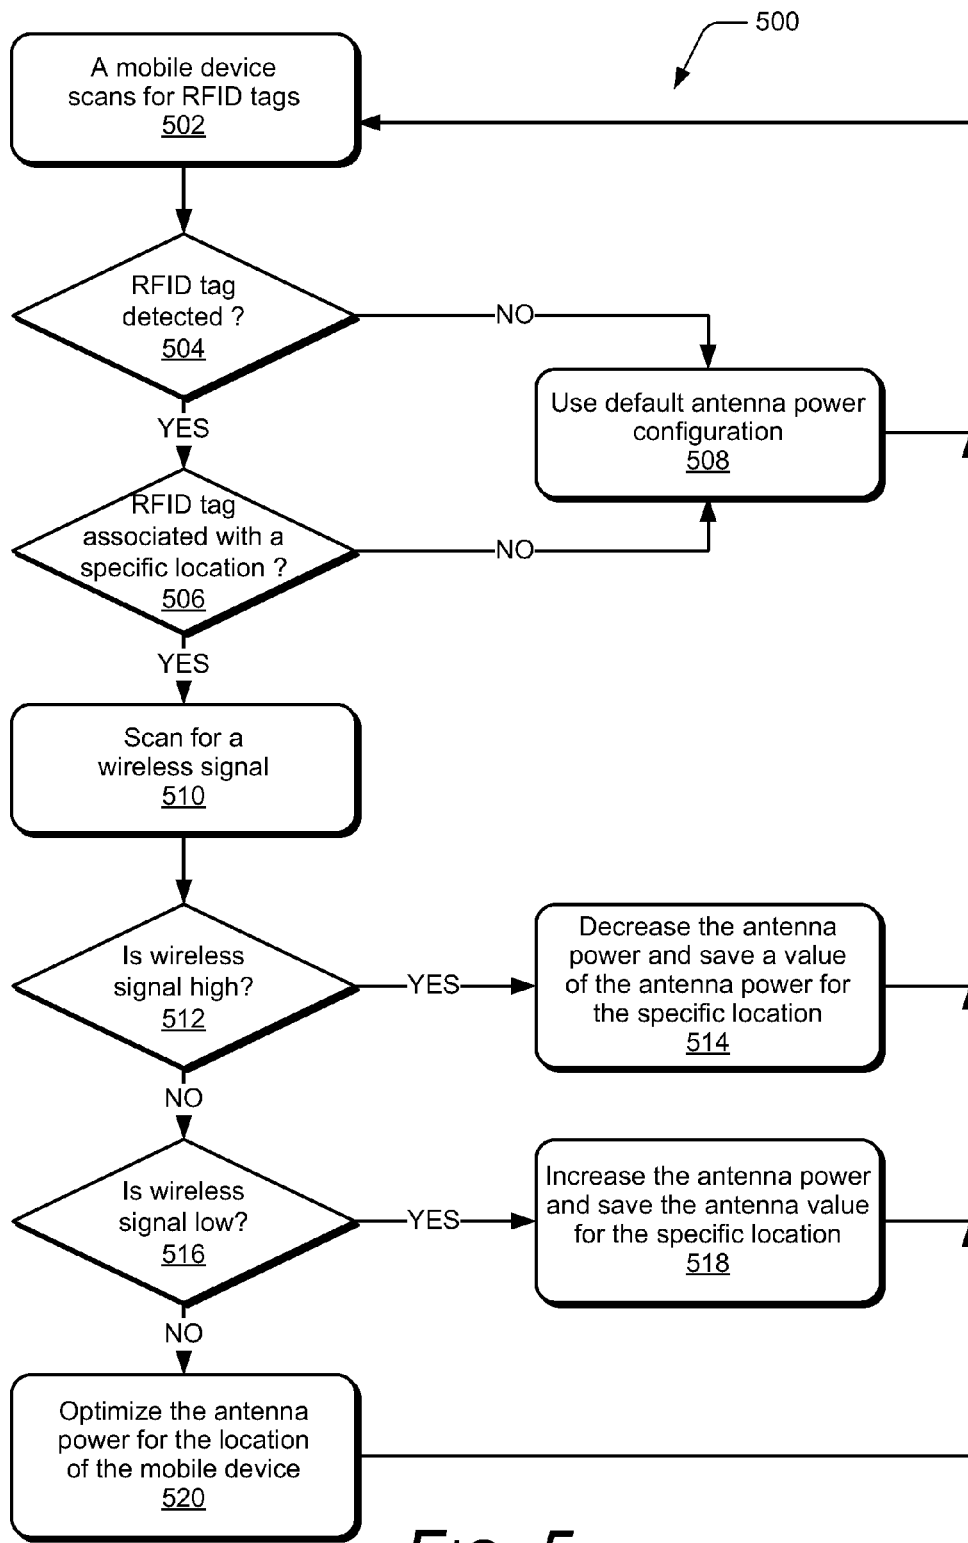 500
A mobile device
scans for RFID tags
502
RFID tag
detected ?
504
NO
YES
Use default antenna power
configuration
508
RFID tag
associated with a
specific location ?
506
NO
YES
Scan for a
wireless signal
510
Is wireless
signal high?
512
YES
Decrease the antenna
power and save a value
of the antenna power for
the specific location
514
NO
Is wireless
signal low?
516
YES
Increase the antenna power
and save the antenna value
for the specific location
518
NO
Optimize the antenna
power for the location
of the mobile device
520
FIG. 5